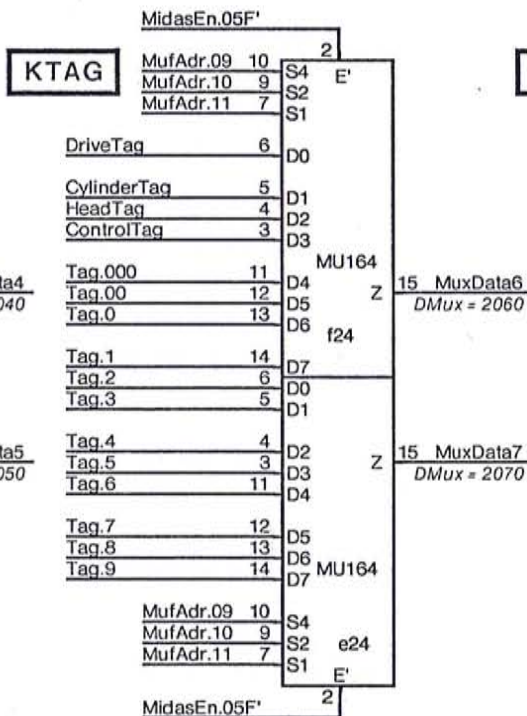 MidasEn.05F'
2
KTAG
MufAdr.09 10 S4 E'
MufAdr.10 9 S2
MufAdr.11 7 S1
DriveTag 6 D0
CylinderTag 5 D1
HeadTag 4 D2
ControlTag 3 D3
MU164
ta4 Tag.000 11 D4 Z 15 MuxData6
040 Tag.00 12 D5 DMux = 2060
Tag.0 13 D6 f24
Tag.1 14 D7
Tag.2 6 D0
Tag.3 5 D1
Tag.4 4 D2
ta5 Tag.5 3 D3 Z 15 MuxData7
050 Tag.6 11 D4 DMux = 2070
Tag.7 12 D5
Tag.8 13 D6
Tag.9 14 D7 MU164
MufAdr.09 10 S4
MufAdr.10 9 S2 e24
MufAdr.11 7 S1
E'
2
MidasEn.05F'